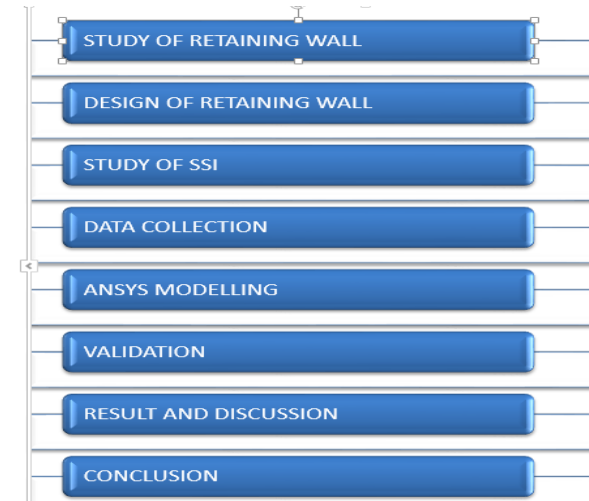 STUDY OF RETAINING WALL
DESIGN OF RETAINING WALL
STUDY OF SSI
DATA COLLECTION
ANSYS MODELLING
VALIDATION
RESULT AND DISCUSSION
CONCLUSION